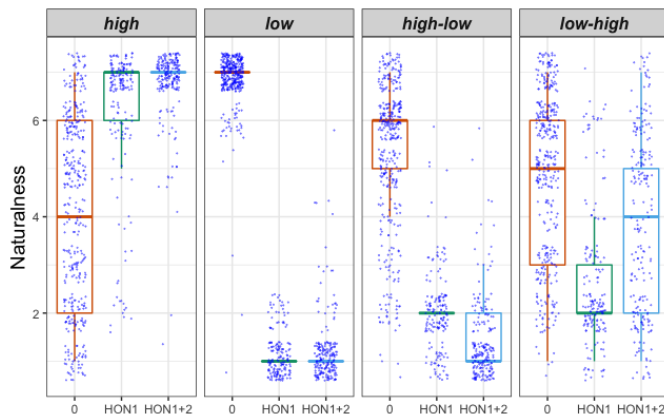 high low high-low low-high
Naturalness
6
4
2
0 HON1 HON1+2 0 HON1 HON1+2 0 HON1 HON1+2 0 HON1 HON1+2